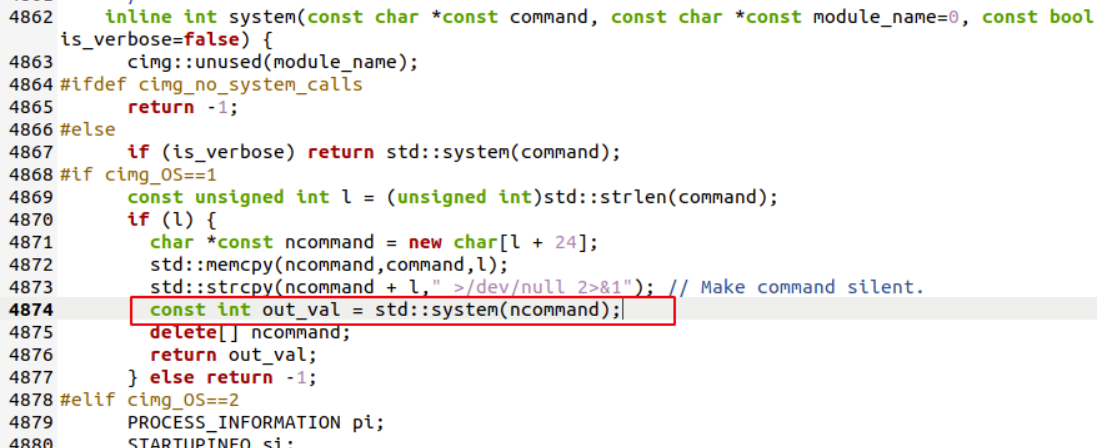 4862 inline int system(const char *const command, const char *const module_name=0, const bool
is_verbose=false) {
4863 cimg::unused(module_name);
4864 #ifdef cimg_no_system_calls
4865 return -1;
4866 #else
4867 if (is_verbose) return std::system(command);
4868 #if cimg_OS==1
4869 const unsigned int l = (unsigned int)std::strlen(command);
4870 if (l) {
4871 char *const ncommand = new char[l + 24];
4872 std::memcpy(ncommand,command,l);
4873 std::strcpy(ncommand + l," >/dev/null 2>&1"); // Make command silent.
4874 const int out_val = std::system(ncommand);
4875 delete[] ncommand;
4876 return out_val;
4877 } else return -1;
4878 #elif cimg_OS==2
4879 PROCESS_INFORMATION pi;
4880 STARTUPINFO si;